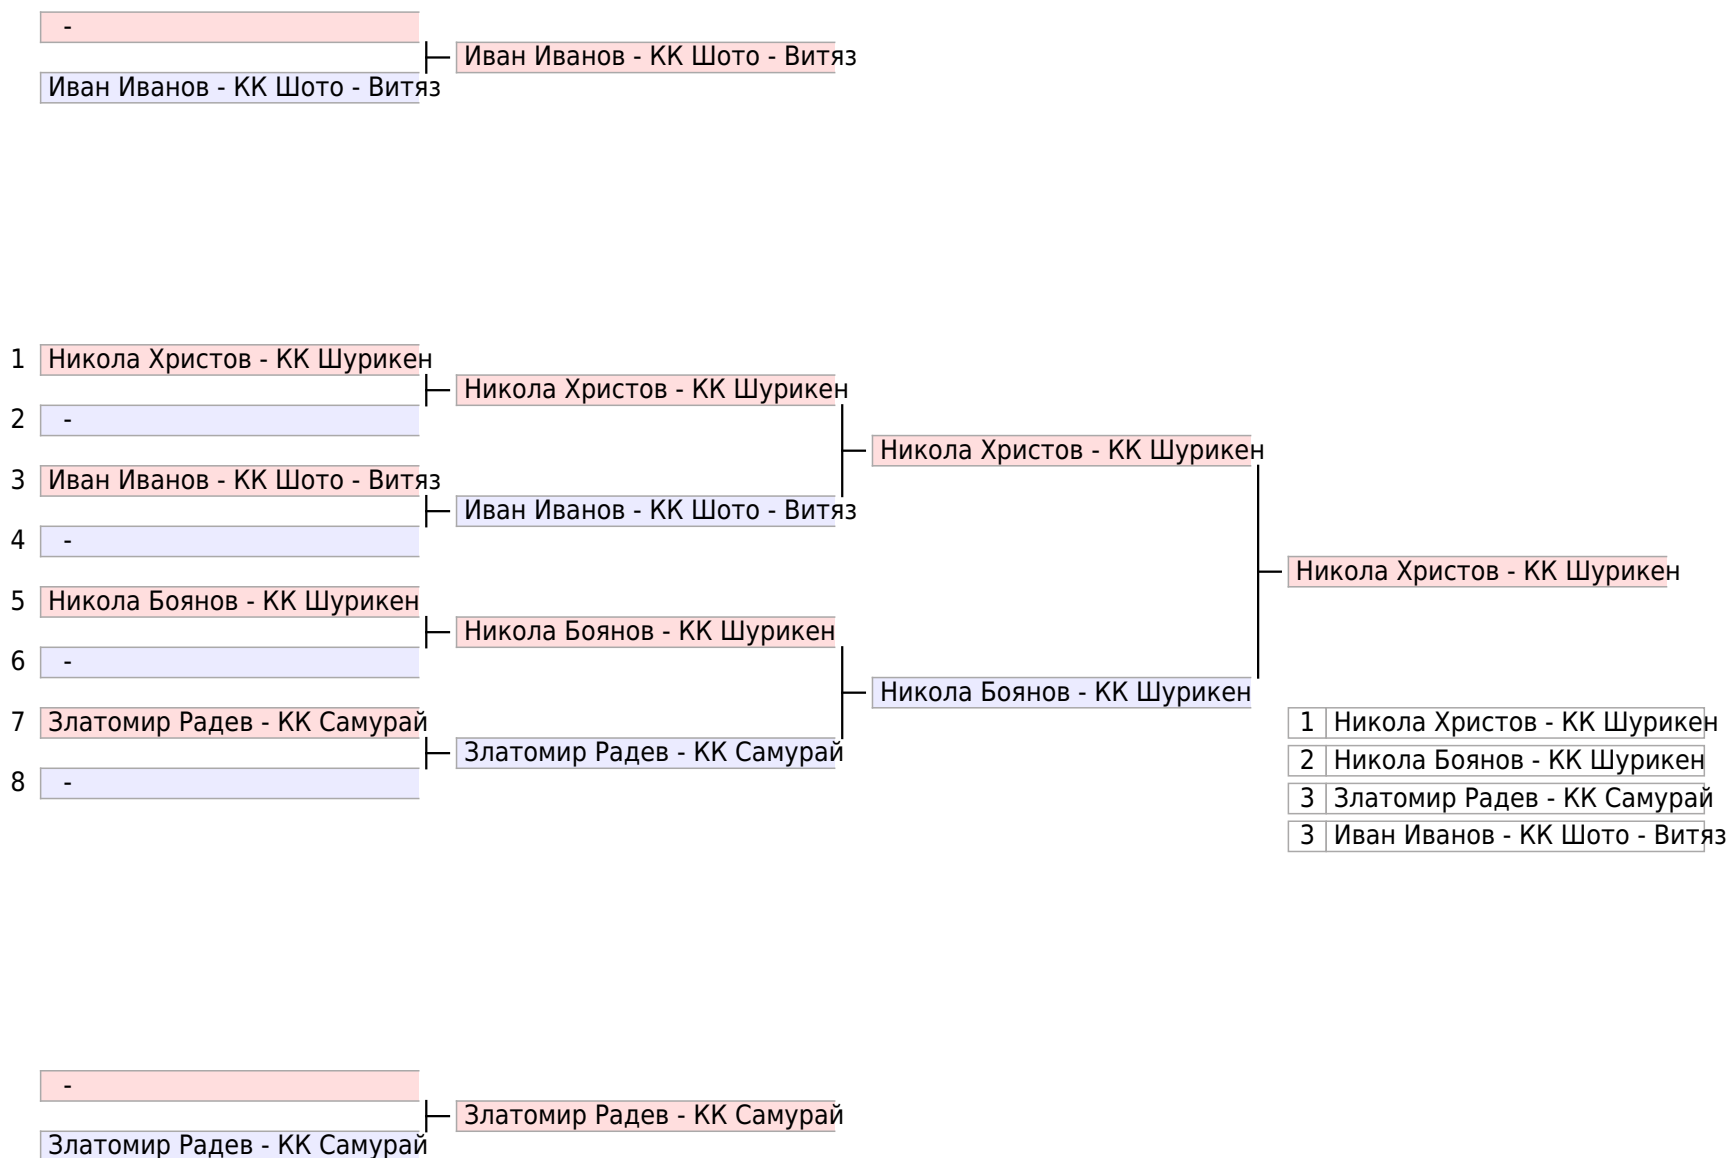 -
Иван Иванов - КК Шото - Витяз
Иван Иванов - КК Шото - Витяз
1 Никола Христов - КК Шурикен
Никола Христов - КК Шурикен
2 -
Никола Христов - КК Шурикен
3 Иван Иванов - КК Шото - Витяз
Иван Иванов - КК Шото - Витяз
4 -
Никола Христов - КК Шурикен
5 Никола Боянов - КК Шурикен
Никола Боянов - КК Шурикен
6 -
Никола Боянов - КК Шурикен
7 Златомир Радев - КК Самурай
1 Никола Христов - КК Шурикен
Златомир Радев - КК Самурай
2 Никола Боянов - КК Шурикен
8 -
3 Златомир Радев - КК Самурай
3 Иван Иванов - КК Шото - Витяз
-
Златомир Радев - КК Самурай
Златомир Радев - КК Самурай